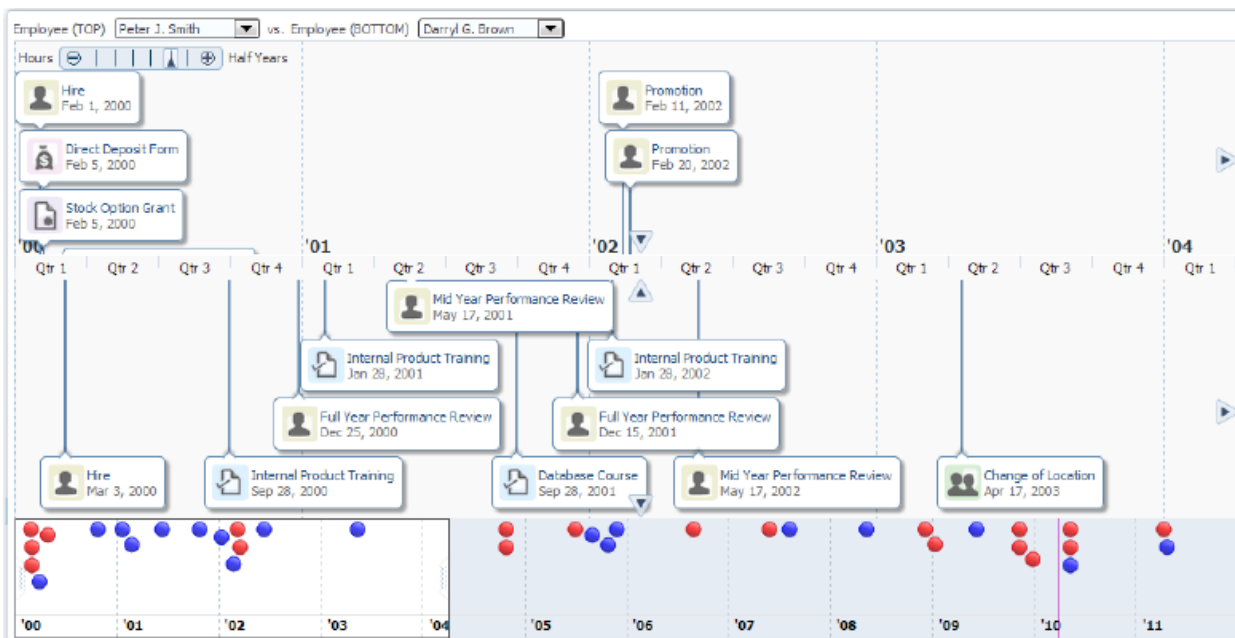 Employee (TOP) Peter J. Smith vs. Employee (BOTTOM) Darryl G. Brown
Hours Half Years
Hire
Feb 1, 2000
Promotion
Feb 11, 2002
Direct Deposit Form
Feb 5, 2000
Promotion
Feb 20, 2002
Stock Option Grant
Feb 5, 2000
'00 '01 '02 '03 '04
Qtr 1 Qtr 2 Qtr 3 Qtr 4 Qtr 1 Qtr 2 Qtr 3 Qtr 4 Qtr 1 Qtr 2 Qtr 3 Qtr 4 Qtr 1 Qtr 2 Qtr 3 Qtr 4 Qtr 1
Mid Year Performance Review
May 17, 2001
Internal Product Training
Jan 28, 2001
Internal Product Training
Jan 28, 2002
Full Year Performance Review
Dec 25, 2000
Full Year Performance Review
Dec 15, 2001
Hire
Mar 3, 2000
Internal Product Training
Sep 28, 2000
Database Course
Sep 28, 2001
Mid Year Performance Review
May 17, 2002
Change of Location
Apr 17, 2003
'00 '01 '02 '03 '04 '05 '06 '07 '08 '09 '10 '11